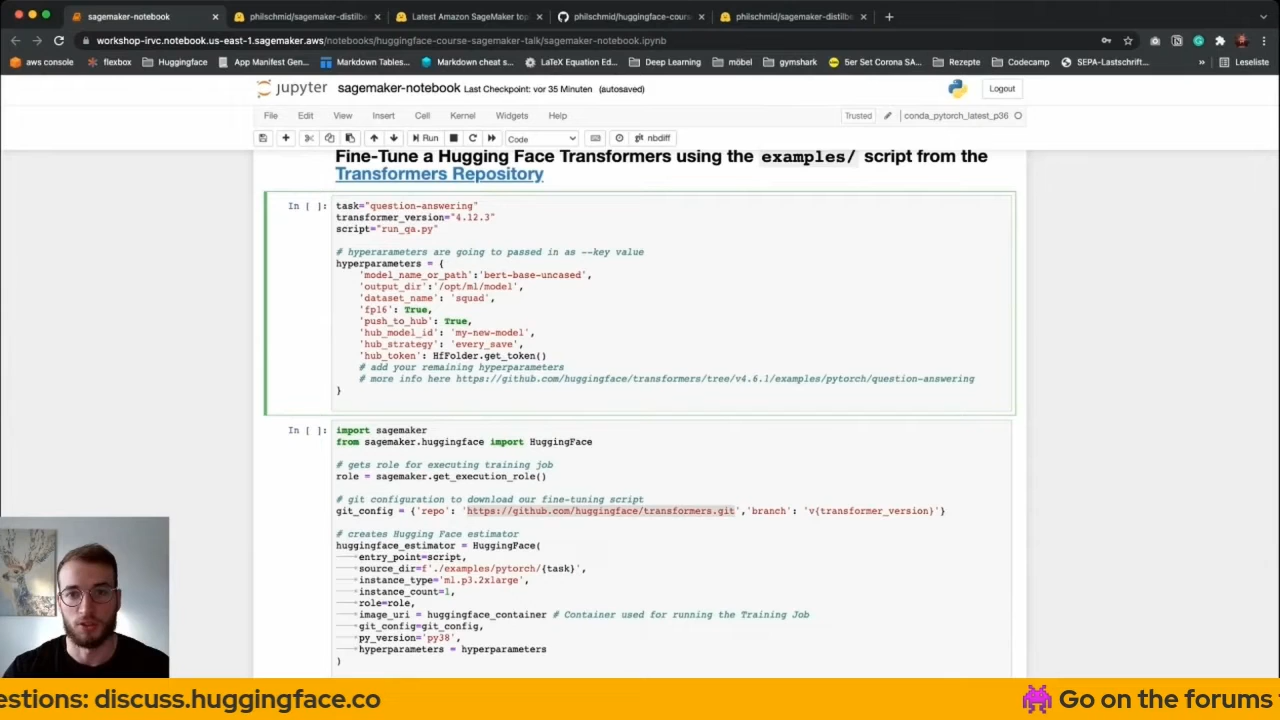 sagemaker-notebook
philschmid/sagemaker-distilbe
Latest Amazon SageMaker top
philschmid/huggingface-cours
philschmid/sagemaker-distilbe
workshop-irvc.notebook.us-east-1.sagemaker.aws/notebooks/huggingface-course-sagemaker-talk/sagemaker-notebook.ipynb
aws console
flexbox
Huggingface
App Manifest Gen...
Markdown Tables...
Markdown cheat s...
LaTeX Equation Ed...
Deep Learning
möbel
gymshark
5er Set Corona SA...
Rezepte
Codecamp
SEPA-Lastschrift...
»
Leseliste
jupyter sagemaker-notebook Last Checkpoint: vor 35 Minuten (autosaved)
Logout
File Edit View Insert Cell Kernel Widgets Help
Trusted
conda_pytorch_latest_p36
Run
Code
nbdiff
Fine-Tune a Hugging Face Transformers using the examples/ script from the
Transformers Repository
In [ ]:
task="question-answering"
transformer_version="4.12.3"
script="run_qa.py"
# hyperarameters are going to passed in as --key value
hyperparameters = {
'model_name_or_path':'bert-base-uncased',
'output_dir':'/opt/ml/model',
'dataset_name': 'squad',
'fp16': True,
'push_to_hub': True,
'hub_model_id': 'my-new-model',
'hub_strategy': 'every_save',
'hub_token': HfFolder.get_token()
# add your remaining hyperparameters
# more info here https://github.com/huggingface/transformers/tree/v4.6.1/examples/pytorch/question-answering
}
In [ ]:
import sagemaker
from sagemaker.huggingface import HuggingFace
# gets role for executing training job
role = sagemaker.get_execution_role()
# git configuration to download our fine-tuning script
git_config = {'repo': 'https://github.com/huggingface/transformers.git','branch': 'v{transformer_version}'}
# creates Hugging Face estimator
huggingface_estimator = HuggingFace(
entry_point=script,
source_dir=f'./examples/pytorch/{task}',
instance_type='ml.p3.2xlarge',
instance_count=1,
role=role,
image_uri = huggingface_container # Container used for running the Training Job
git_config=git_config,
py_version='py38',
hyperparameters = hyperparameters
)
estions: discuss.huggingface.co
Go on the forums